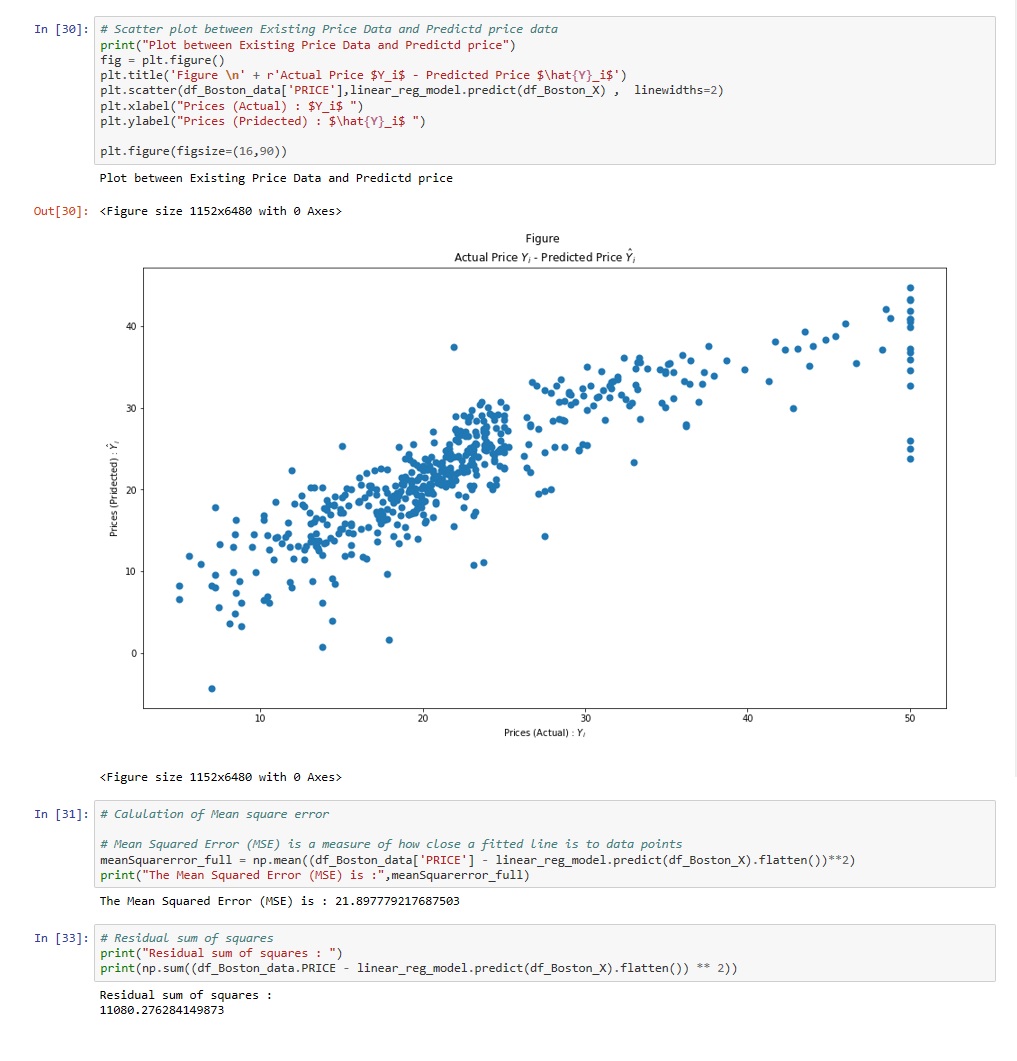 In [30]: # Scatter plot between Existing Price Data and Predictd price data
print("Plot between Existing Price Data and Predictd price")
fig = plt.figure()
plt.title('Figure \n' + r'Actual Price $Y_i$ - Predicted Price $\hat{Y}_i$')
plt.scatter(df_Boston_data['PRICE'],linear_reg_model.predict(df_Boston_X) ,  linewidths=2)
plt.xlabel("Prices (Actual) : $Y_i$ ")
plt.ylabel("Prices (Pridected) : $\hat{Y}_i$ ")
plt.figure(figsize=(16,90))
Plot between Existing Price Data and Predictd price
Out[30]: <Figure size 1152x6480 with 0 Axes>
Figure
Actual Price Yᵢ - Predicted Price Ŷᵢ
Prices (Pridected) : Ŷᵢ
40
30
20
10
0
10 20 30 40 50
Prices (Actual) : Yᵢ
<Figure size 1152x6480 with 0 Axes>
In [31]: # Calulation of Mean square error
# Mean Squared Error (MSE) is a measure of how close a fitted line is to data points
meanSquarerror_full = np.mean((df_Boston_data['PRICE'] - linear_reg_model.predict(df_Boston_X).flatten())**2)
print("The Mean Squared Error (MSE) is :",meanSquarerror_full)
The Mean Squared Error (MSE) is : 21.897779217687503
In [33]: # Residual sum of squares
print("Residual sum of squares : ")
print(np.sum((df_Boston_data.PRICE - linear_reg_model.predict(df_Boston_X).flatten()) ** 2))
Residual sum of squares :
11080.276284149873